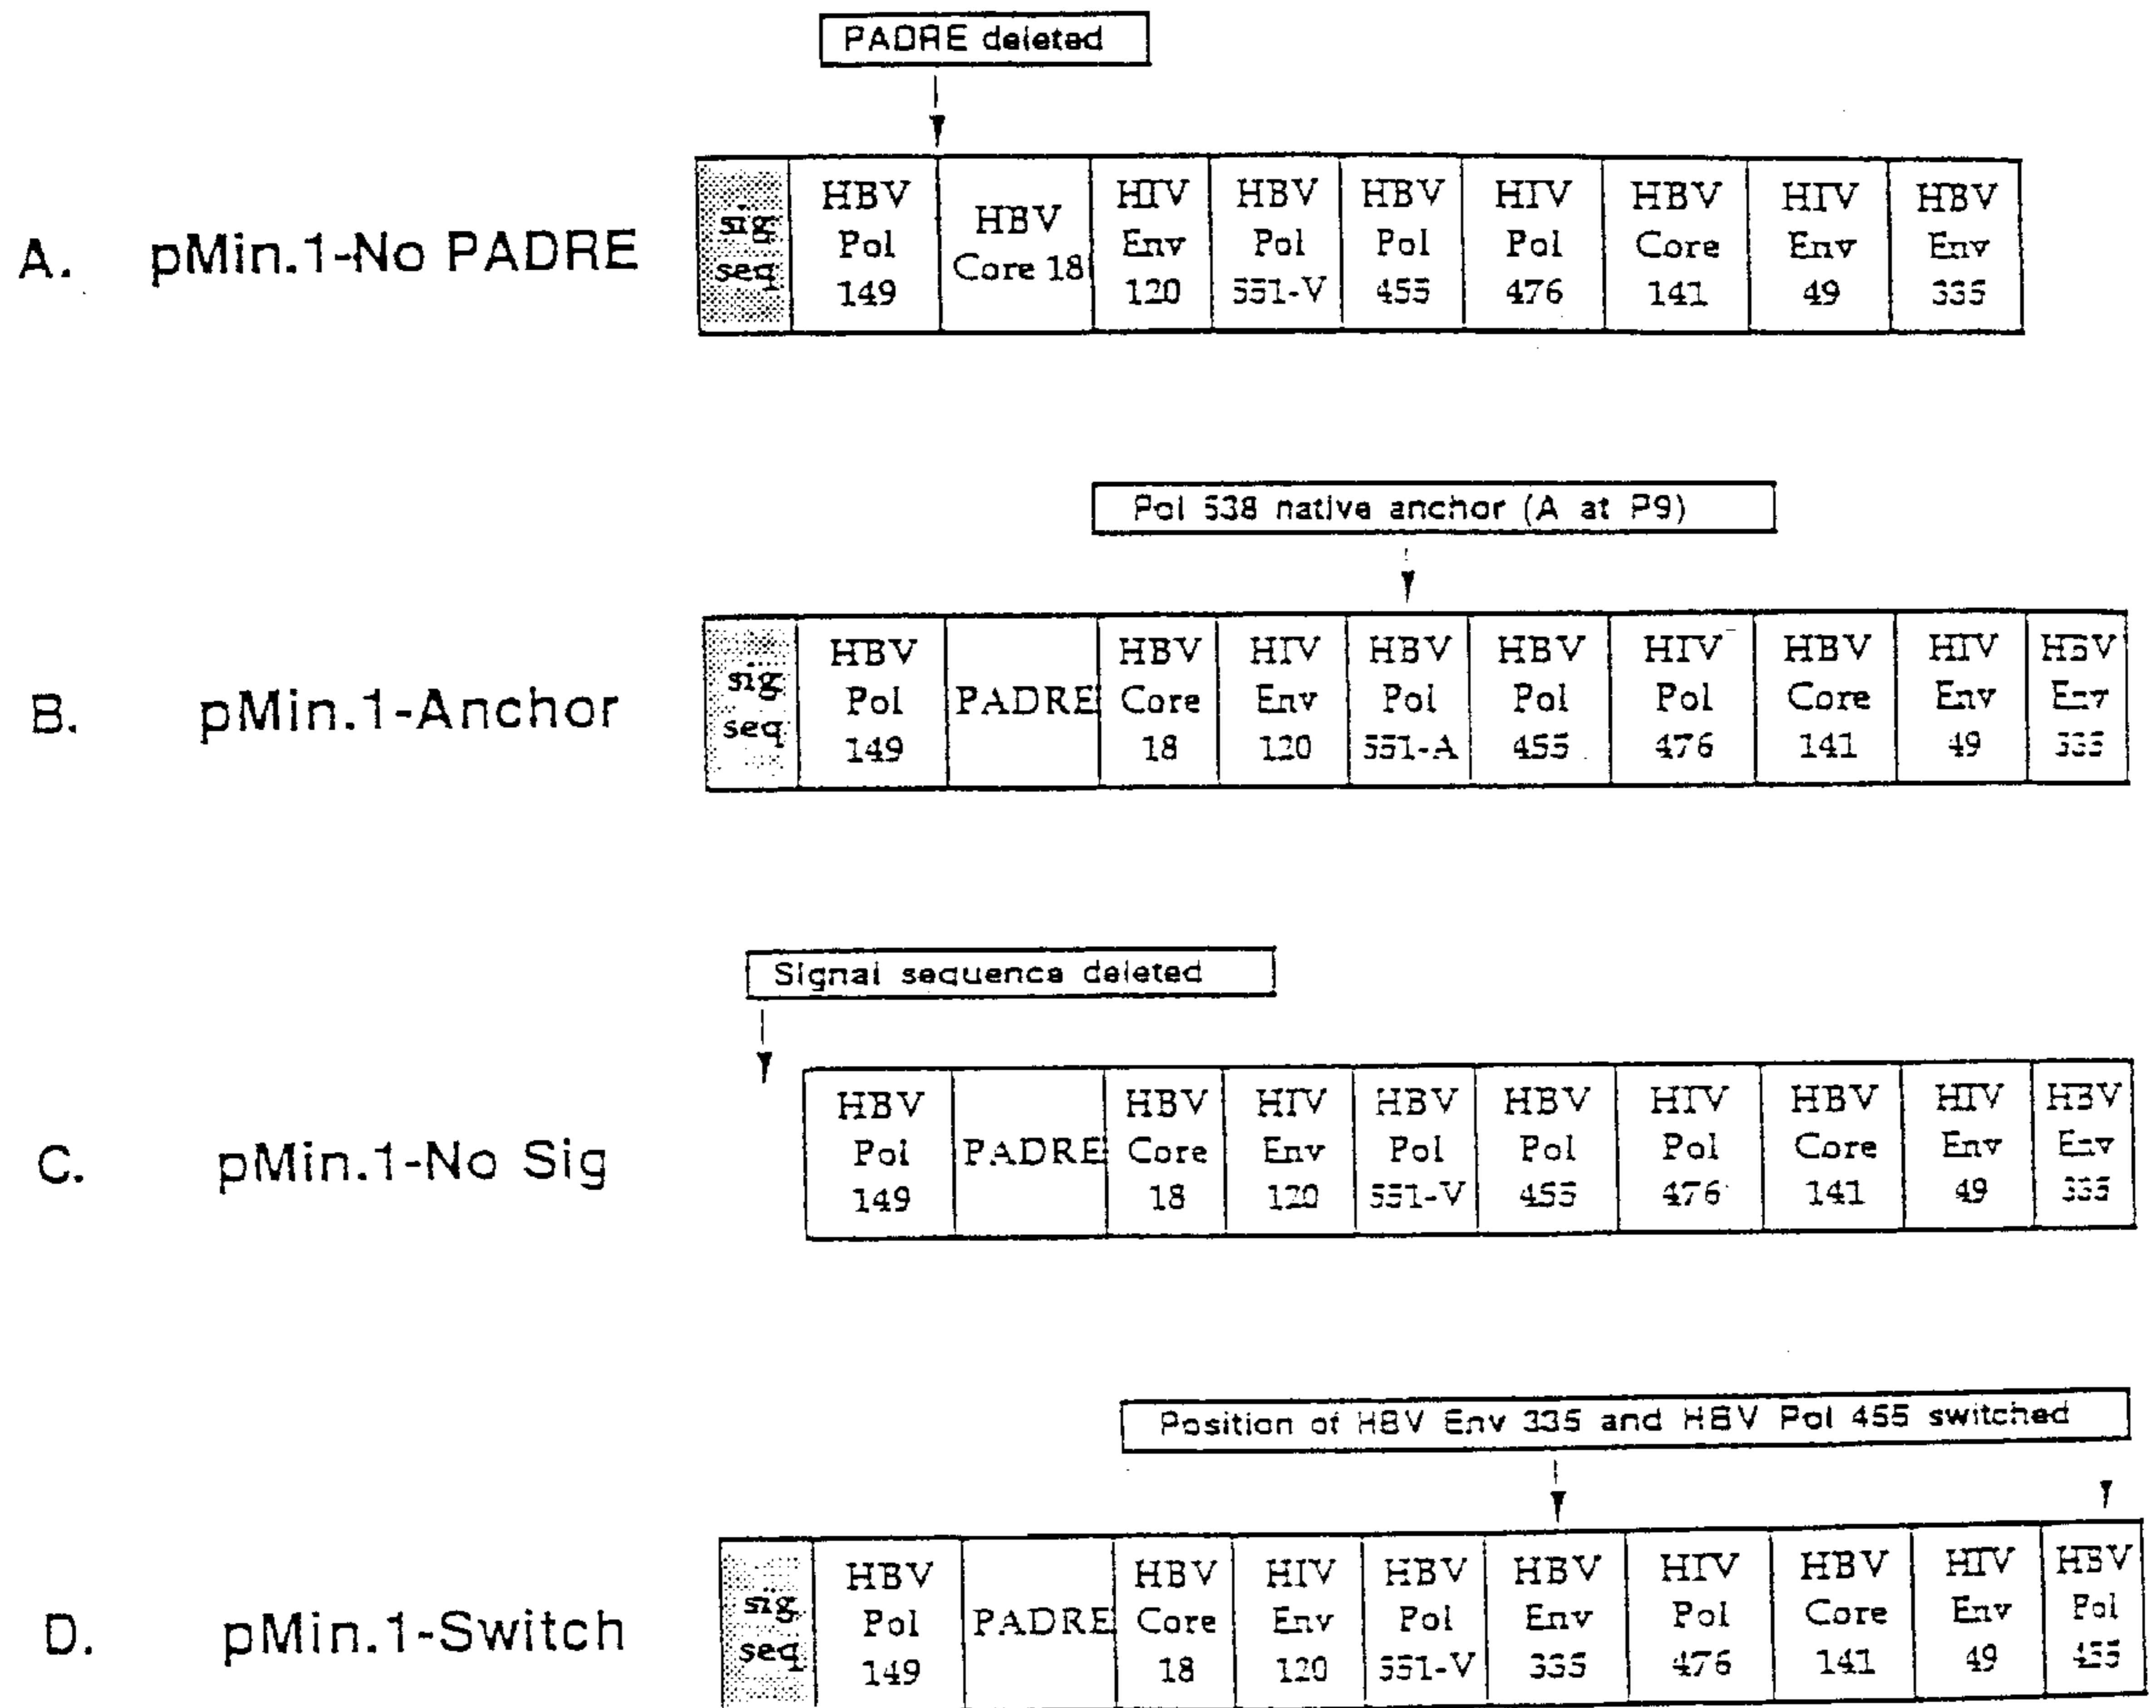 PADRE deleted
A. pMin.1-No PADRE
sig
seq
HBV
Pol
149
HBV
Core 18
HIV
Env
120
HBV
Pol
551-V
HBV
Pol
455
HIV
Pol
476
HBV
Core
141
HIV
Env
49
HBV
Env
335
Pol 538 native anchor (A at P9)
B. pMin.1-Anchor
sig
seq
HBV
Pol
149
PADRE
HBV
Core
18
HIV
Env
120
HBV
Pol
551-A
HBV
Pol
455
HIV
Pol
476
HBV
Core
141
HIV
Env
49
HBV
Env
335
Signal sequence deleted
C. pMin.1-No Sig
HBV
Pol
149
PADRE
HBV
Core
18
HIV
Env
120
HBV
Pol
551-V
HBV
Pol
455
HIV
Pol
476
HBV
Core
141
HIV
Env
49
HBV
Env
335
Position of HBV Env 335 and HBV Pol 455 switched
D. pMin.1-Switch
sig
seq
HBV
Pol
149
PADRE
HBV
Core
18
HIV
Env
120
HBV
Pol
551-V
HBV
Env
335
HIV
Pol
476
HBV
Core
141
HIV
Env
49
HBV
Pol
455